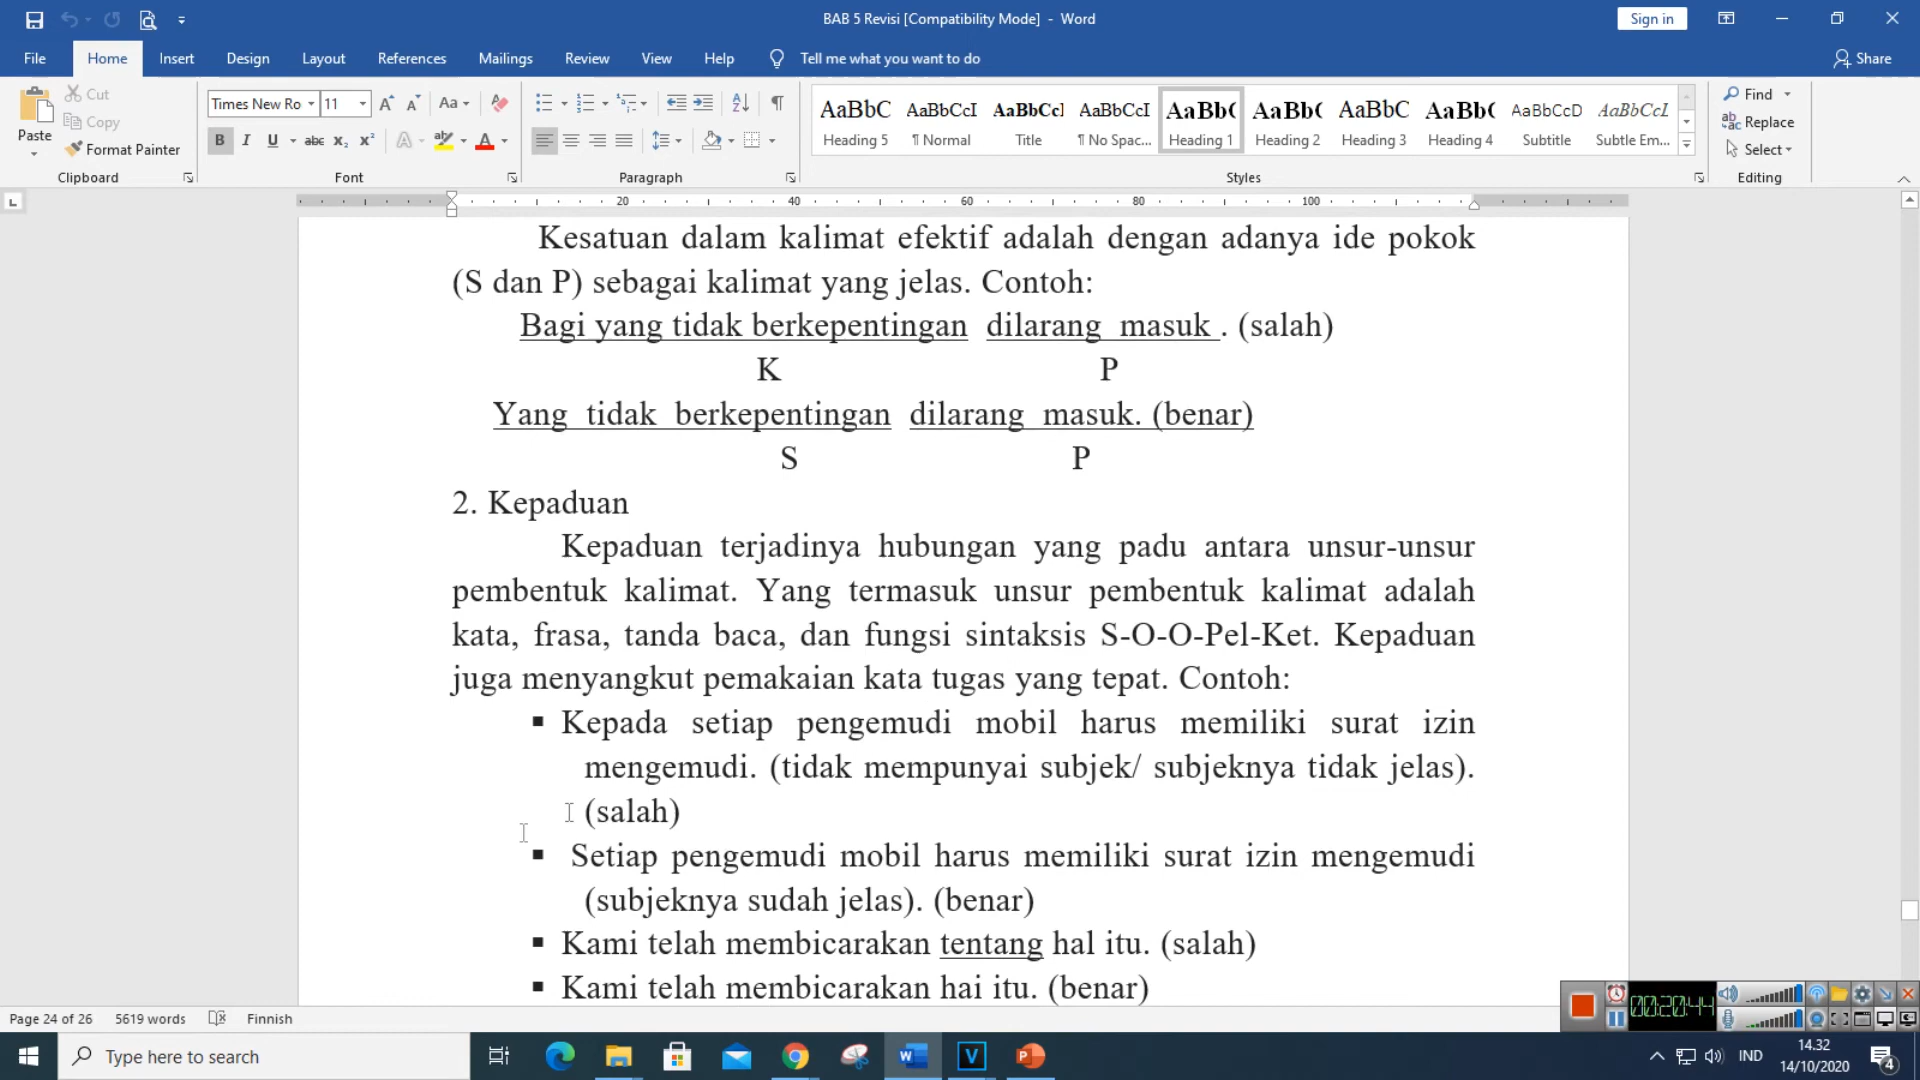 BAB 5 Revisi [Compatibility Mode] - Word
Sign in
File Home Insert Design Layout References Mailings Review View Help Tell me what you want to do Share
Paste
Cut
Copy
Format Painter
Clipboard
Times New Ro 11
Font
Paragraph
AaBbC AaBbCcI AaBbCcI AaBbCcI AaBb( AaBb( AaBbC AaBb( AaBbCcD AaBbCcI
Heading 5 ¶ Normal Title ¶ No Spac... Heading 1 Heading 2 Heading 3 Heading 4 Subtitle Subtle Em...
Styles
Find
Replace
Select
Editing
20 40 60 80 100
Kesatuan dalam kalimat efektif adalah dengan adanya ide pokok
(S dan P) sebagai kalimat yang jelas. Contoh:
Bagi yang tidak berkepentingan dilarang masuk . (salah)
K P
Yang tidak berkepentingan dilarang masuk. (benar)
S P
2. Kepaduan
Kepaduan terjadinya hubungan yang padu antara unsur-unsur
pembentuk kalimat. Yang termasuk unsur pembentuk kalimat adalah
kata, frasa, tanda baca, dan fungsi sintaksis S-O-O-Pel-Ket. Kepaduan
juga menyangkut pemakaian kata tugas yang tepat. Contoh:
▪ Kepada setiap pengemudi mobil harus memiliki surat izin
mengemudi. (tidak mempunyai subjek/ subjeknya tidak jelas).
(salah)
▪ Setiap pengemudi mobil harus memiliki surat izin mengemudi
(subjeknya sudah jelas). (benar)
▪ Kami telah membicarakan tentang hal itu. (salah)
▪ Kami telah membicarakan hai itu. (benar)
Page 24 of 26 5619 words Finnish
00:20:44
Type here to search
IND
14.32
14/10/2020
4